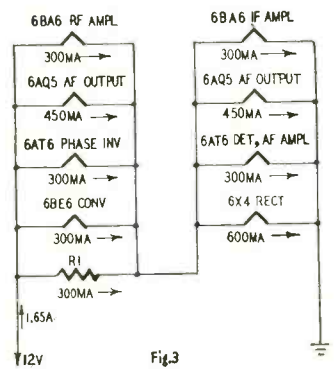 6BA6 RF AMPL
300MA
6AQ5 AF OUTPUT
450MA
6AT6 PHASE INV
300MA
6BE6 CONV
300MA
R1
300MA
1.65A
12V
6BA6 IF AMPL
300MA
6AQ5 AF OUTPUT
450MA
6AT6 DET, AF AMPL
300MA
6X4 RECT
600MA
Fig.3